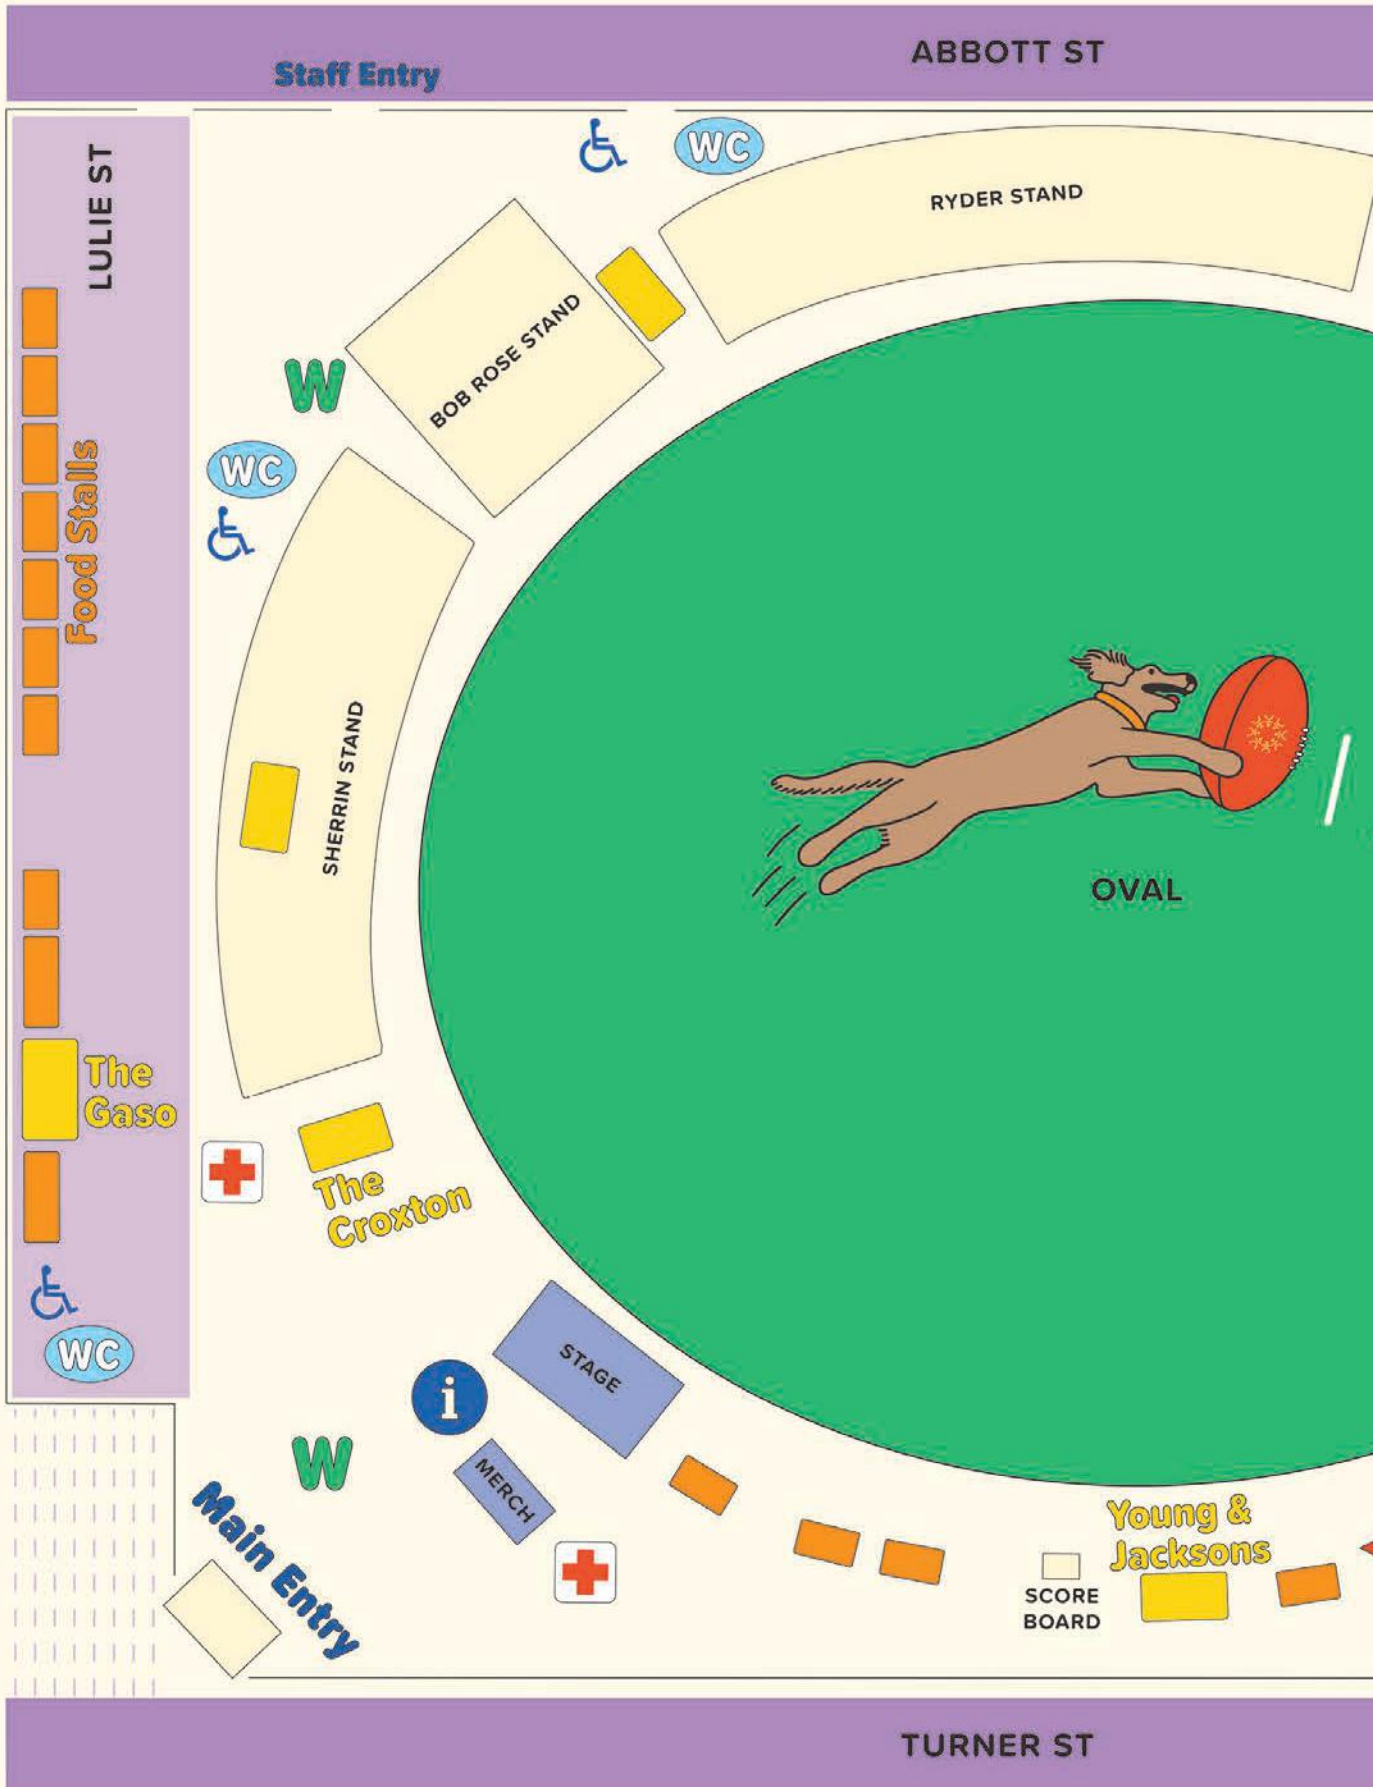 ABBOTT ST
Staff Entry
LULIE ST
WC
RYDER STAND
BOB ROSE STAND
W
WC
Food Stalls
SHERRIN STAND
OVAL
The
Gaso
The
Croxton
WC
STAGE
i
MERCH
W
Main Entry
Young &
Jacksons
SCORE
BOARD
TURNER ST